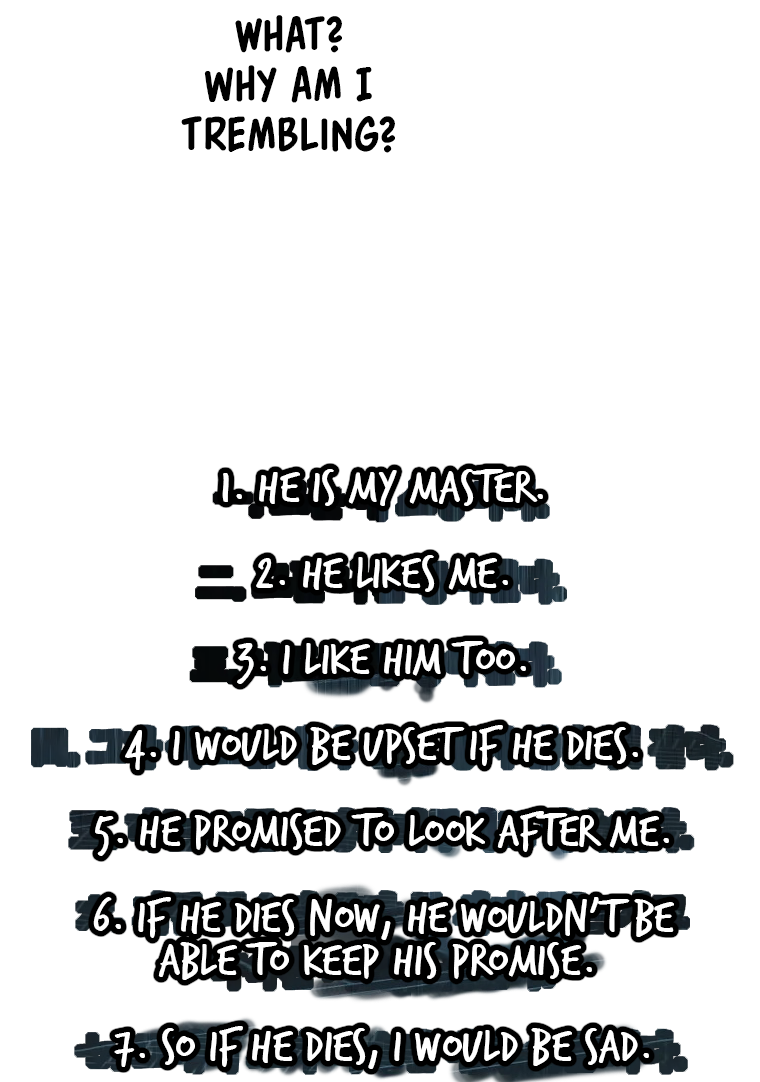 WHAT?
WHY AM I
TREMBLING?
1. HE IS MY MASTER.
2. HE LIKES ME.
3. I LIKE HIM TOO.
4. I WOULD BE UPSET IF HE DIES.
5. HE PROMISED TO LOOK AFTER ME.
6. IF HE DIES NOW, HE WOULDN'T BE
ABLE TO KEEP HIS PROMISE.
7. SO IF HE DIES, I WOULD BE SAD.